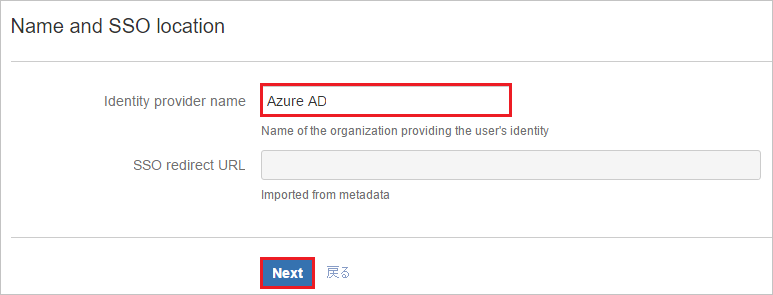 Name and SSO location
Identity provider name Azure AD
Name of the organization providing the user's identity
SSO redirect URL
Imported from metadata
Next 戻る